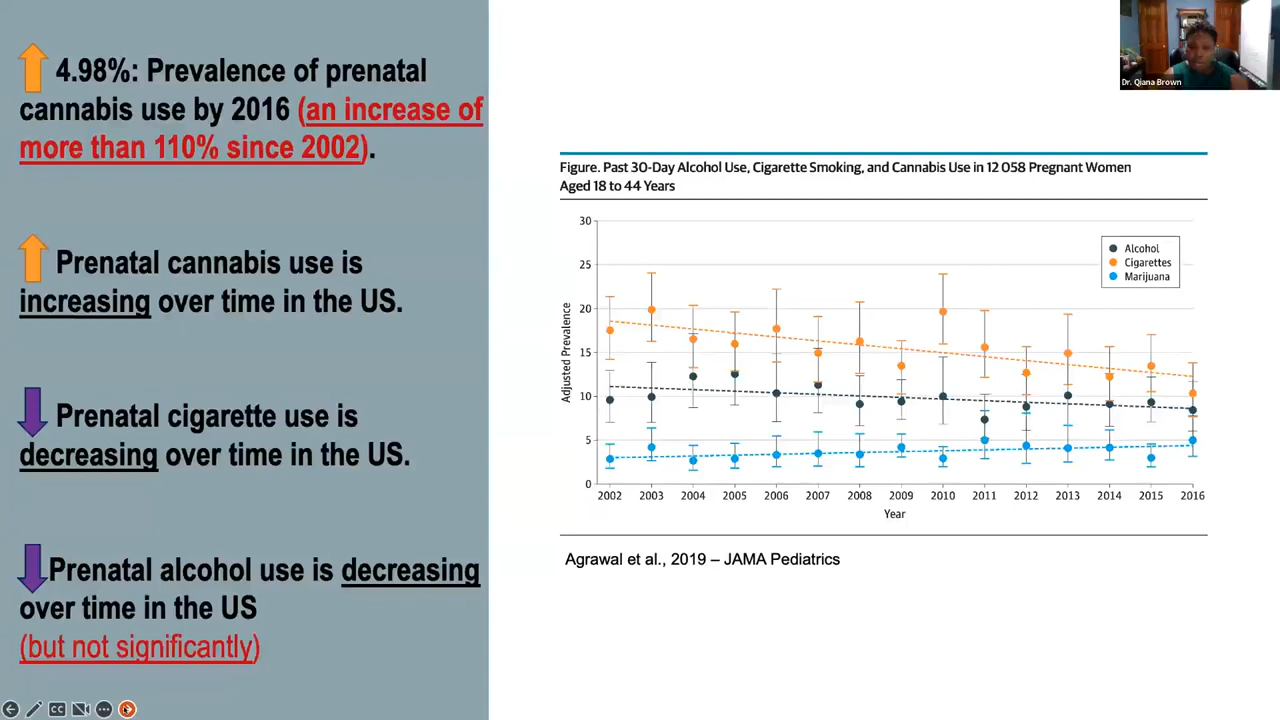 4.98%: Prevalence of prenatal
cannabis use by 2016 (an increase of
more than 110% since 2002).
Prenatal cannabis use is
increasing over time in the US.
Prenatal cigarette use is
decreasing over time in the US.
Prenatal alcohol use is decreasing
over time in the US
(but not significantly)
Dr. Qiana Brown
Figure. Past 30-Day Alcohol Use, Cigarette Smoking, and Cannabis Use in 12 058 Pregnant Women
Aged 18 to 44 Years
30
25
20
15
10
5
0
Adjusted Prevalence
Alcohol
Cigarettes
Marijuana
2002 2003 2004 2005 2006 2007 2008 2009 2010 2011 2012 2013 2014 2015 2016
Year
Agrawal et al., 2019 – JAMA Pediatrics
CC